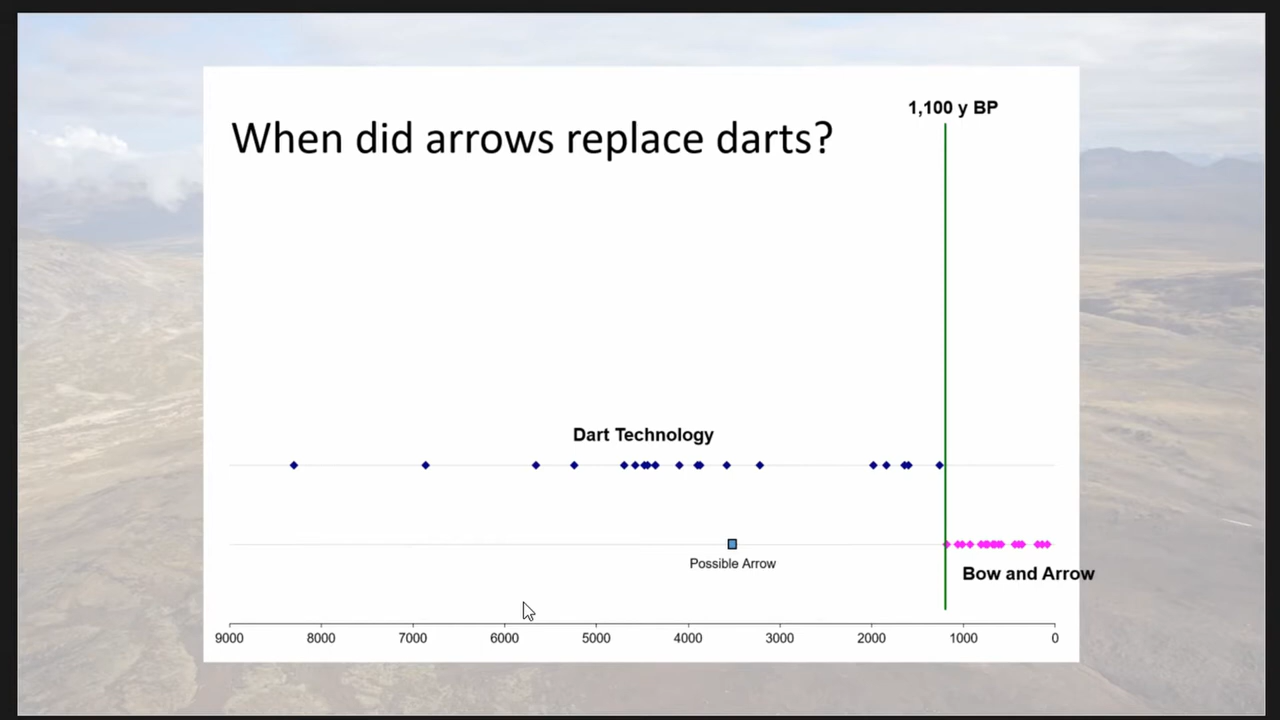 1,100 y BP
When did arrows replace darts?
Dart Technology
Possible Arrow
Bow and Arrow
9000 8000 7000 6000 5000 4000 3000 2000 1000 0